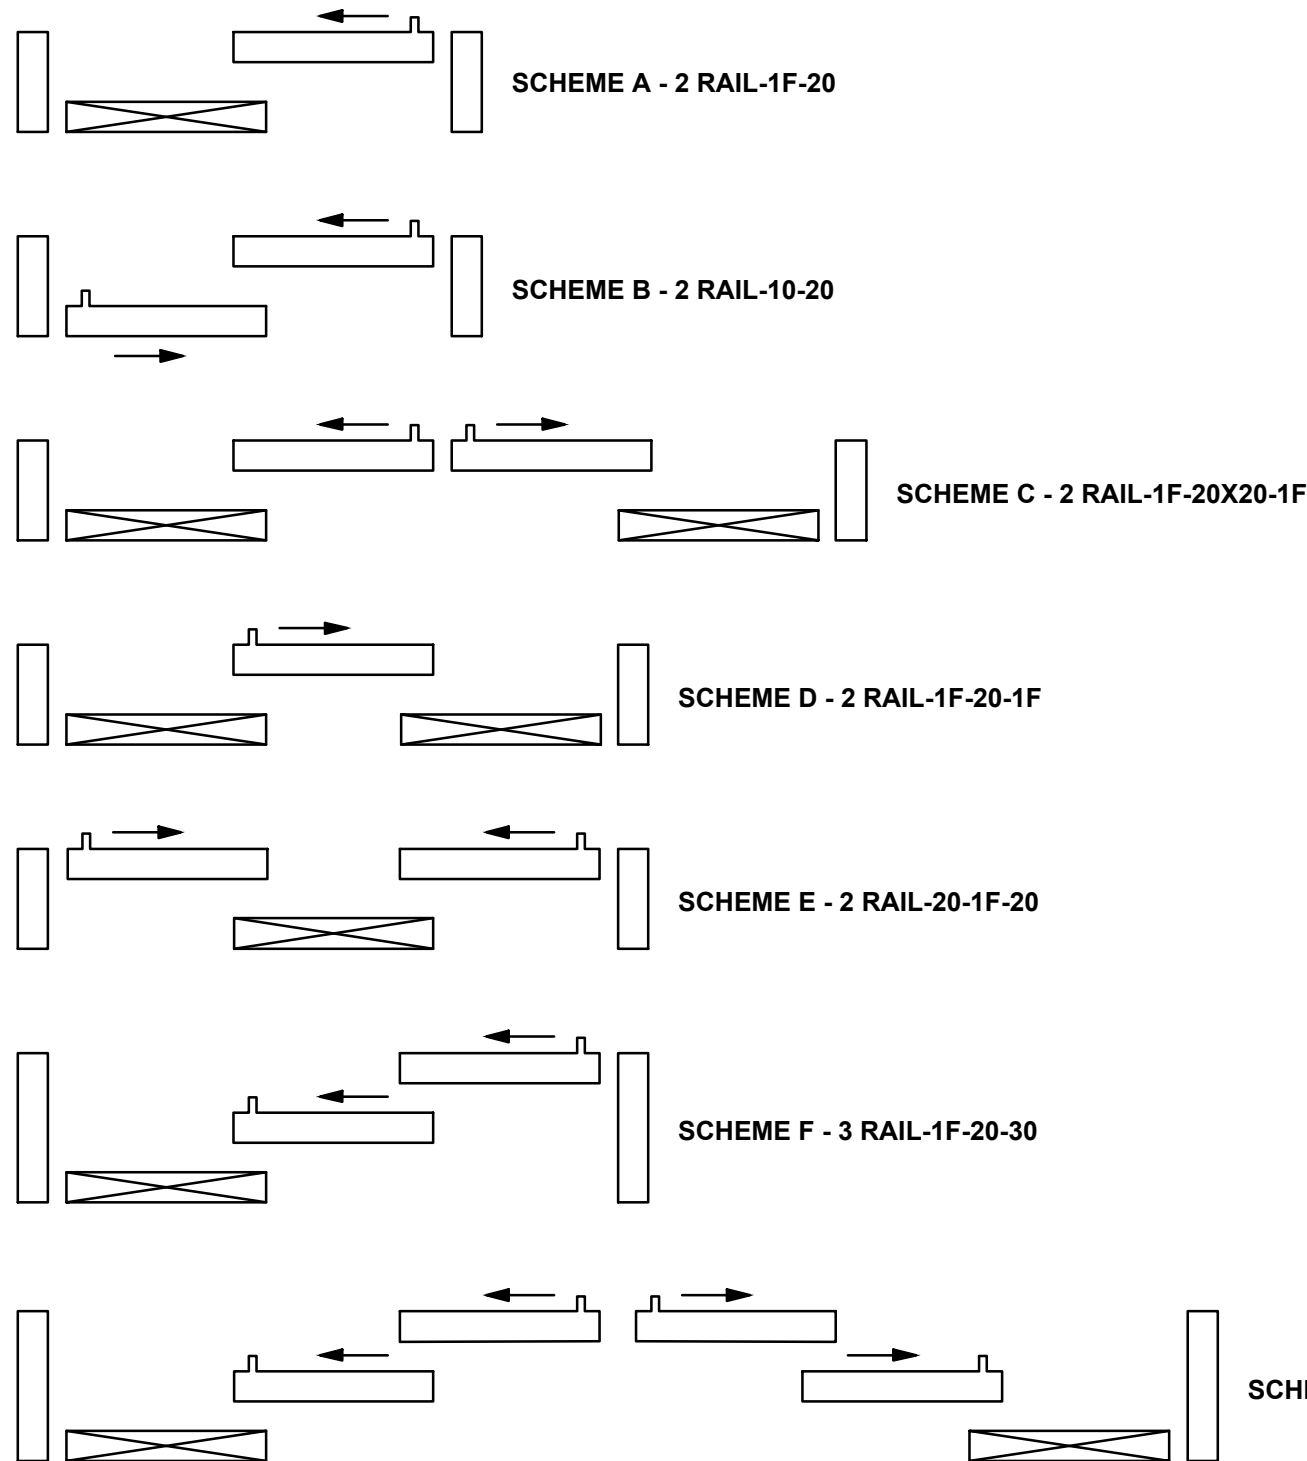 SCHEME A - 2 RAIL-1F-20
SCHEME B - 2 RAIL-10-20
SCHEME C - 2 RAIL-1F-20X20-1F
SCHEME D - 2 RAIL-1F-20-1F
SCHEME E - 2 RAIL-20-1F-20
SCHEME F - 3 RAIL-1F-20-30